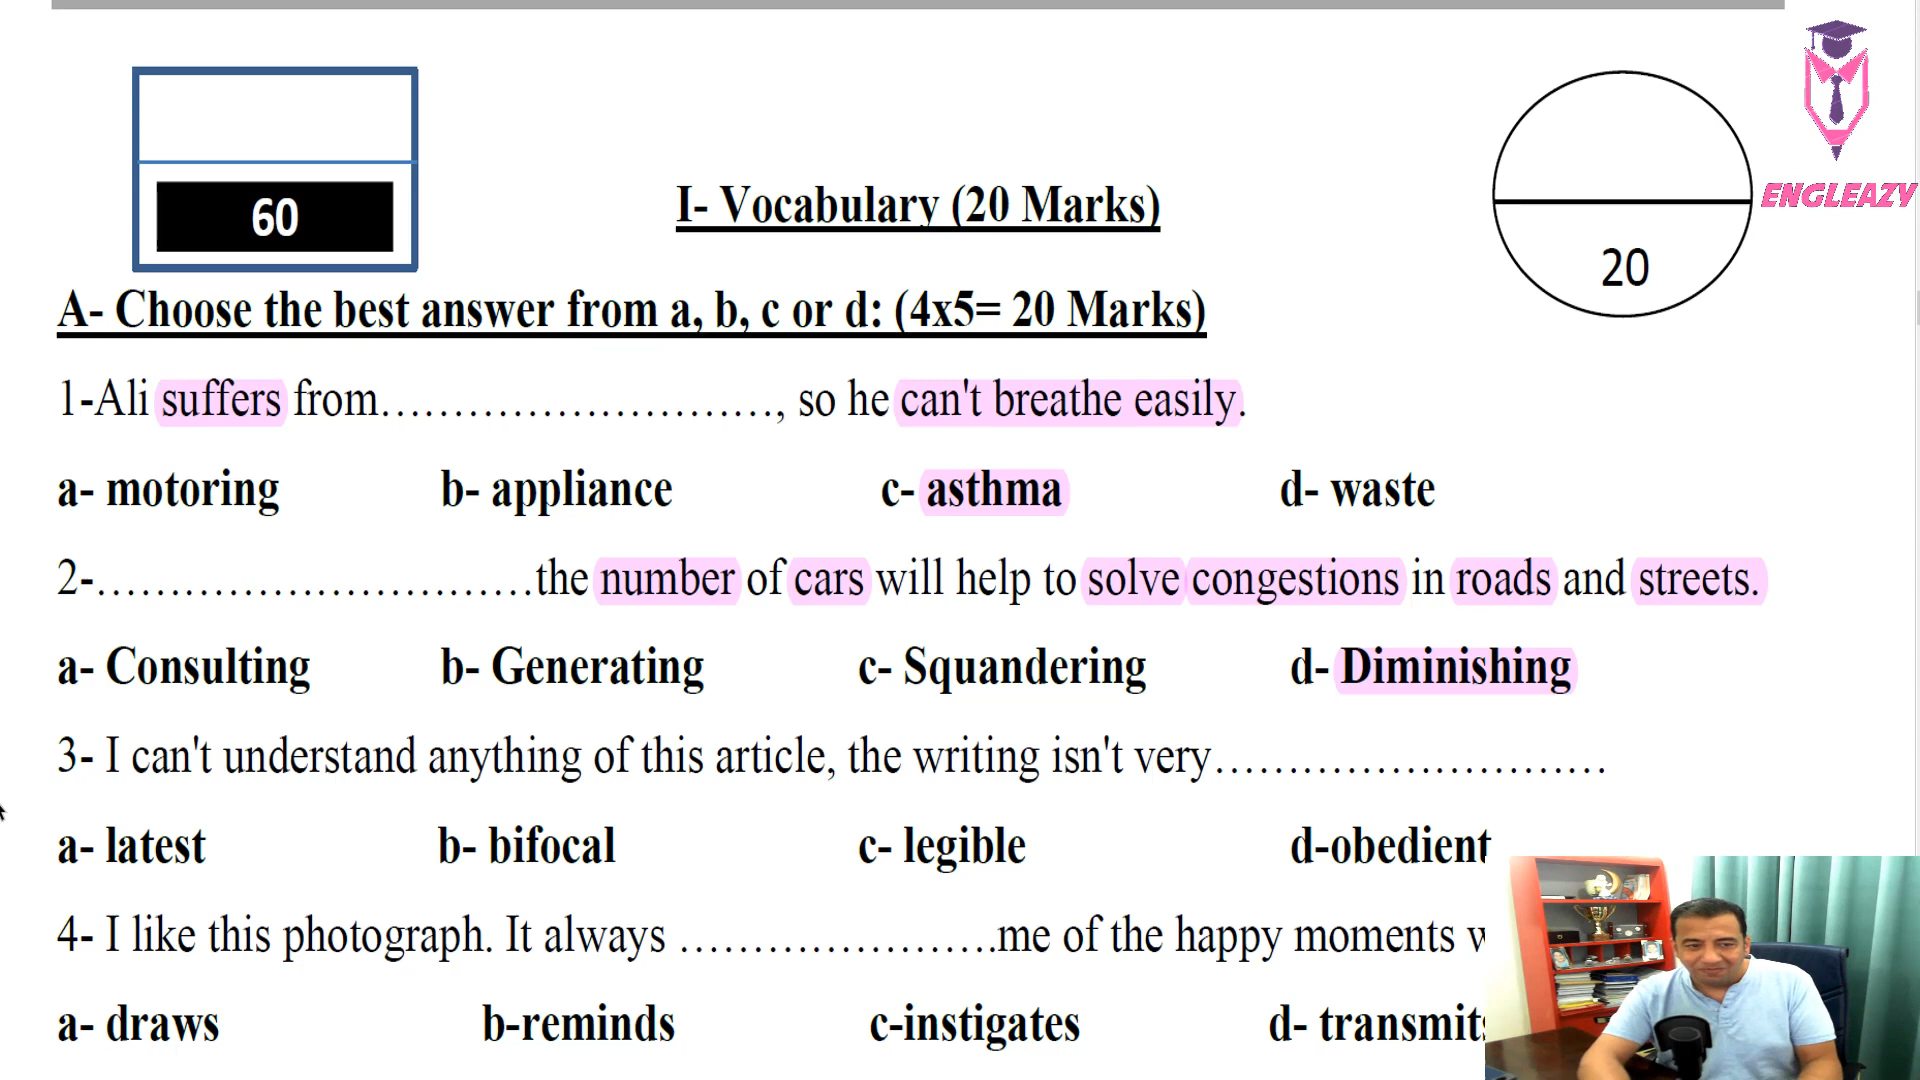 ENGLEAZY
60
I- Vocabulary (20 Marks)
20
A- Choose the best answer from a, b, c or d: (4x5= 20 Marks)
1-Ali suffers from..........................., so he can't breathe easily.
a- motoring b- appliance c- asthma d- waste
2-..............................the number of cars will help to solve congestions in roads and streets.
a- Consulting b- Generating c- Squandering d- Diminishing
3- I can't understand anything of this article, the writing isn't very...........................
a- latest b- bifocal c- legible d-obedient
4- I like this photograph. It always ......................me of the happy moments
a- draws b-reminds c-instigates d- transmits